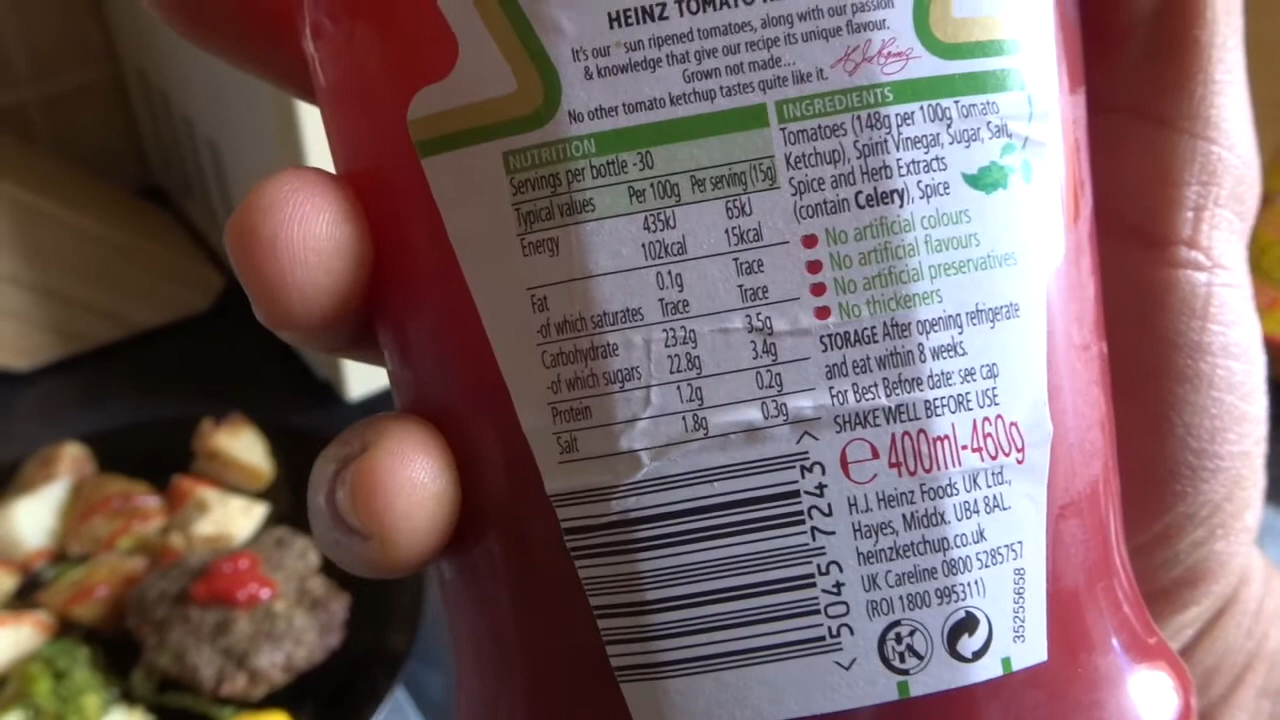 HEINZ TOMATO
It's our *sun ripened tomatoes, along with our passion
& knowledge that give our recipe its unique flavour.
Grown not made...
No other tomato ketchup tastes quite like it.
NUTRITION
Servings per bottle -30
Typical values Per 100g Per serving (15g)
Energy 435kJ 65kJ
102kcal 15kcal
Fat 0.1g Trace
-of which saturates Trace Trace
Carbohydrate 23.2g 3.5g
-of which sugars 22.8g 3.4g
Protein 1.2g 0.2g
Salt 1.8g 0.3g
INGREDIENTS
Tomatoes (148g per 100g Tomato
Ketchup), Spirit Vinegar, Sugar, Salt,
Spice and Herb Extracts
(contain Celery), Spice
No artificial colours
No artificial flavours
No artificial preservatives
No thickeners
STORAGE After opening refrigerate
and eat within 8 weeks.
For Best Before date: see cap
SHAKE WELL BEFORE USE
e 400ml-460g
H.J. Heinz Foods UK Ltd.,
Hayes, Middx. UB4 8AL.
heinzketchup.co.uk
UK Careline 0800 5285757
(ROI 1800 995311)
<5045 7243>
35255658